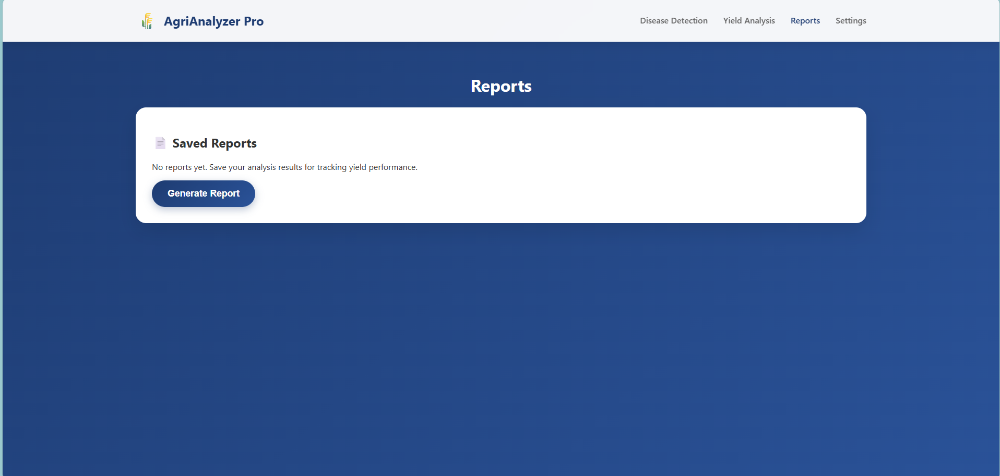 AgriAnalyzer Pro
Disease Detection
Yield Analysis
Reports
Settings
Reports
Saved Reports
No reports yet. Save your analysis results for tracking yield performance.
Generate Report